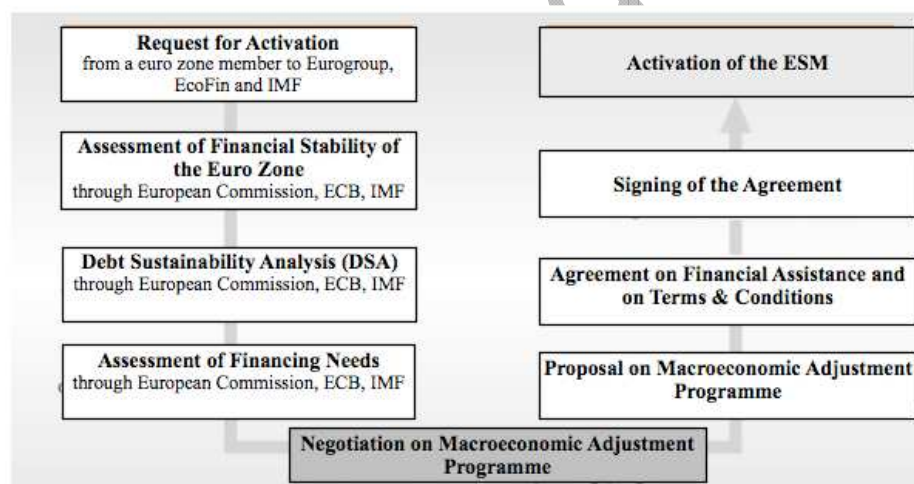 Request for Activation
from a euro zone member to Eurogroup,
EcoFin and IMF
Assessment of Financial Stability of
the Euro Zone
through European Commission, ECB, IMF
Debt Sustainability Analysis (DSA)
through European Commission, ECB, IMF
Assessment of Financing Needs
through European Commission, ECB, IMF
Negotiation on Macroeconomic Adjustment
Programme
Proposal on Macroeconomic Adjustment
Programme
Agreement on Financial Assistance and
on Terms & Conditions
Signing of the Agreement
Activation of the ESM